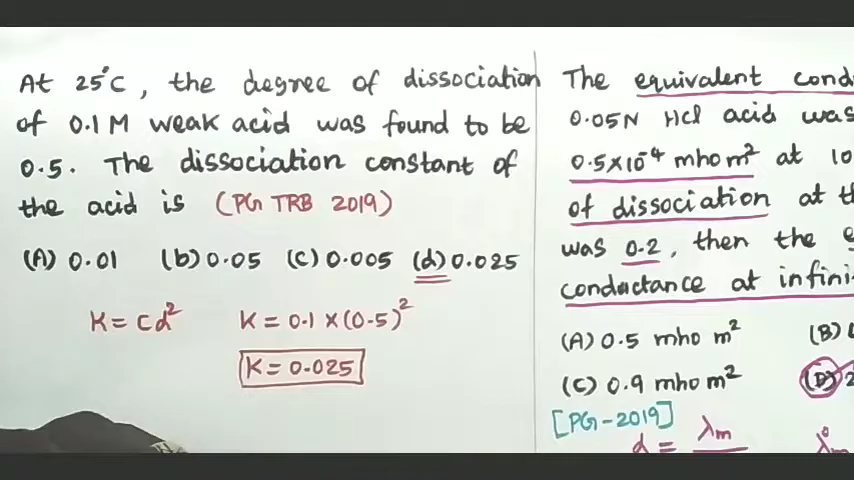 At 25°C, the degree of dissociation
of 0.1M weak acid was found to be
0.5. The dissociation constant of
the acid is (PG TRB 2019)
(A) 0.01 (b) 0.05 (c) 0.005 (d) 0.025
K = cα² K = 0.1 × (0.5)²
K = 0.025
The equivalent cond
0.05N HCl acid was
0.5×10⁻⁴ mho m² at 10
of dissociation at th
was 0.2, then the e
conductance at infini
(A) 0.5 mho m² (B)
(C) 0.9 mho m² (D) 2
[PG-2019]
α = λm λ°m